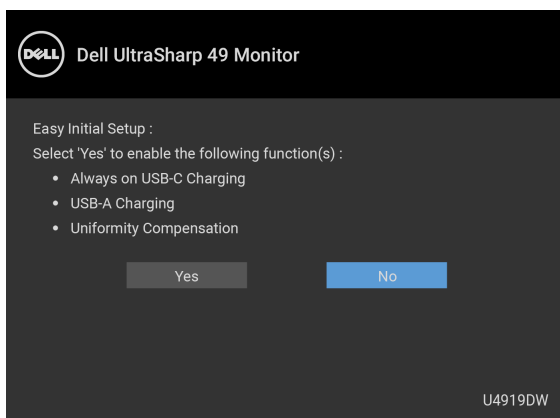 DELL
Dell UltraSharp 49 Monitor
Easy Initial Setup :
Select 'Yes' to enable the following function(s) :
• Always on USB-C Charging
• USB-A Charging
• Uniformity Compensation
Yes
No
U4919DW